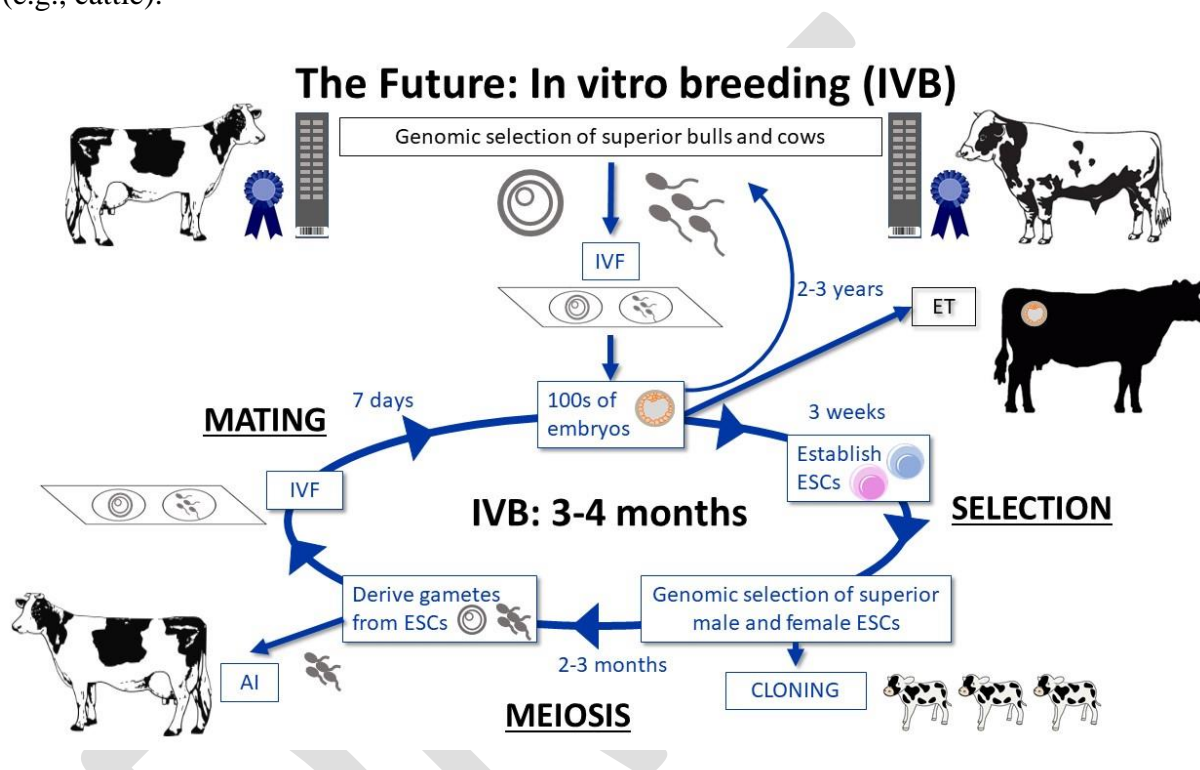 (e.g., cattle).
The Future: In vitro breeding (IVB)
Genomic selection of superior bulls and cows
IVF
2-3 years
ET
100s of
embryos
7 days
MATING
3 weeks
Establish
ESCs
IVF
IVB: 3-4 months
SELECTION
Derive gametes
from ESCs
Genomic selection of superior
male and female ESCs
2-3 months
AI
CLONING
MEIOSIS